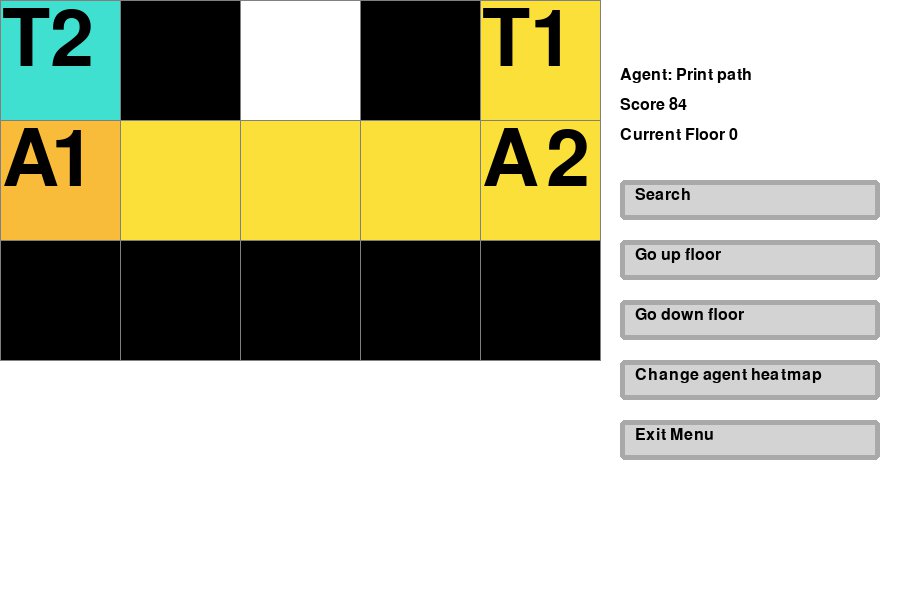 T2 T1
A1 A2
Agent: Print path
Score 84
Current Floor 0
Search
Go up floor
Go down floor
Change agent heatmap
Exit Menu